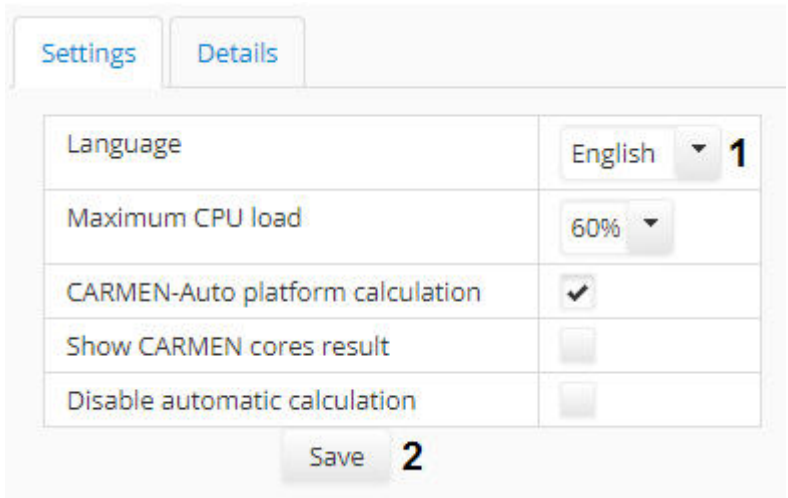 Settings Details
Language English 1
Maximum CPU load 60%
CARMEN-Auto platform calculation
Show CARMEN cores result
Disable automatic calculation
Save 2